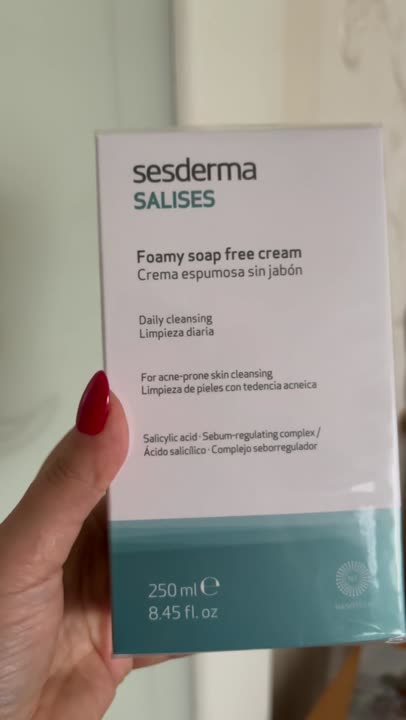 sesderma
SALISES
Foamy soap free cream
Crema espumosa sin jabón
Daily cleansing
Limpieza diaria
For acne-prone skin cleansing
Limpieza de pieles con tedencia acneica
Salicylic acid · Sebum-regulating complex /
Ácido salicílico · Complejo seborregulador
250 ml ℮
8.45 fl. oz